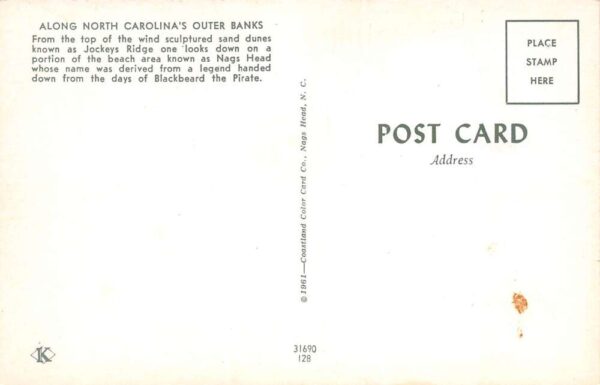 ALONG NORTH CAROLINA'S OUTER BANKS
From the top of the wind sculptured sand dunes
known as Jockeys Ridge one looks down on a
portion of the beach area known as Nags Head
whose name was derived from a legend handed
down from the days of Blackbeard the Pirate.
© 1961—Coastland Color Card Co., Nags Head, N. C.
PLACE
STAMP
HERE
POST CARD
Address
K
31690
128